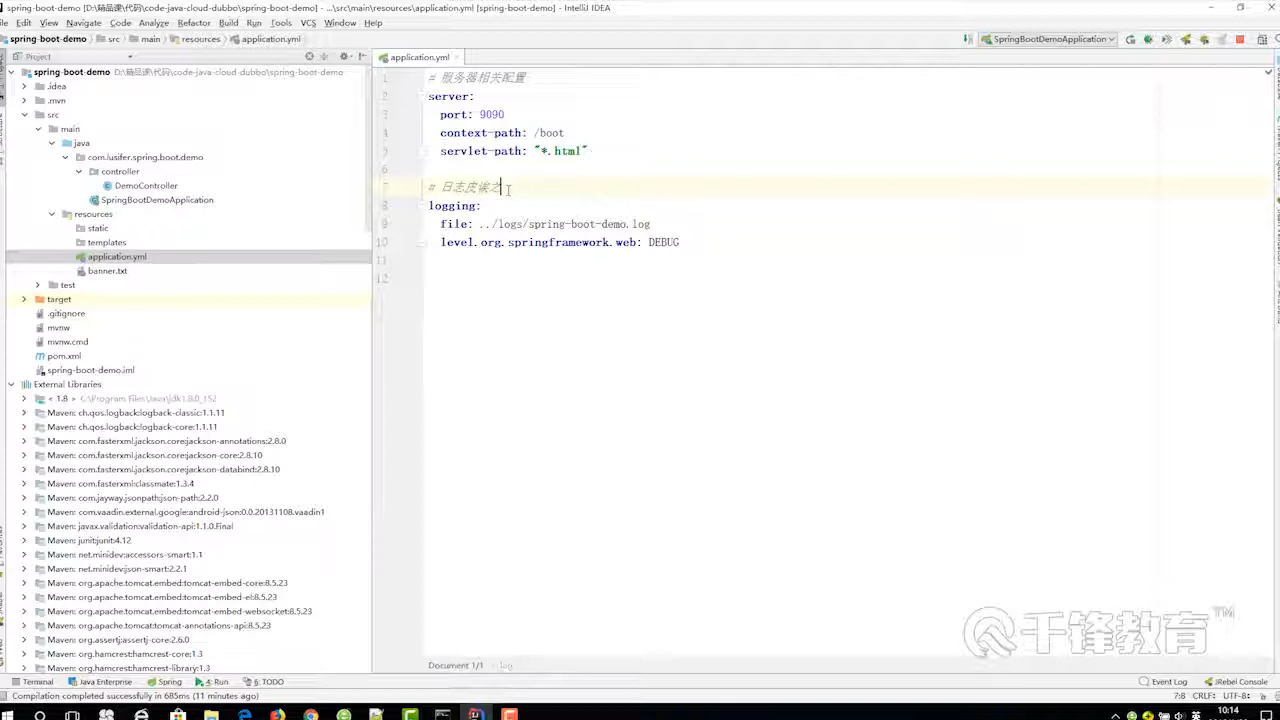 spring-boot-demo [D:\精品课\代码\code-java-cloud-dubbo\spring-boot-demo] - ...\src\main\resources\application.yml [spring-boot-demo] - IntelliJ IDEA
Edit View Navigate Code Analyze Refactor Build Run Tools VCS Window Help
spring-boot-demo src main resources application.yml SpringBootDemoApplication
Project application.yml
spring-boot-demo D:\精品课\代码\code-java-cloud-dubbo\spring-boot-demo
.idea
.mvn
src
main
java
com.lusifer.spring.boot.demo
controller
DemoController
SpringBootDemoApplication
resources
static
templates
application.yml
banner.txt
test
target
.gitignore
mvnw
mvnw.cmd
pom.xml
spring-boot-demo.iml
External Libraries
< 1.8 > C:\Program Files\Java\jdk1.8.0_152
Maven: ch.qos.logback:logback-classic:1.1.11
Maven: ch.qos.logback:logback-core:1.1.11
Maven: com.fasterxml.jackson.core:jackson-annotations:2.8.0
Maven: com.fasterxml.jackson.core:jackson-core:2.8.10
Maven: com.fasterxml.jackson.core:jackson-databind:2.8.10
Maven: com.fasterxml:classmate:1.3.4
Maven: com.jayway.jsonpath:json-path:2.2.0
Maven: com.vaadin.external.google:android-json:0.0.20131108.vaadin1
Maven: javax.validation:validation-api:1.1.0.Final
Maven: junit:junit:4.12
Maven: net.minidev:accessors-smart:1.1
Maven: net.minidev:json-smart:2.2.1
Maven: org.apache.tomcat.embed:tomcat-embed-core:8.5.23
Maven: org.apache.tomcat.embed:tomcat-embed-el:8.5.23
Maven: org.apache.tomcat.embed:tomcat-embed-websocket:8.5.23
Maven: org.apache.tomcat:tomcat-annotations-api:8.5.23
Maven: org.assertj:assertj-core:2.6.0
Maven: org.hamcrest:hamcrest-core:1.3
Maven: org.hamcrest:hamcrest-library:1.3
1 # 服务器相关配置
2 server:
3 port: 9090
4 context-path: /boot
5 servlet-path: "*.html"
6
7 # 日志皮诶之
8 logging:
9 file: ../logs/spring-boot-demo.log
10 level.org.springframework.web: DEBUG
11
12
千锋教育 TM
Document 1/1 log
Terminal Java Enterprise Spring 4: Run 6: TODO Event Log JRebel Console
Compilation completed successfully in 685ms (11 minutes ago) 7:8 CRLF: UTF-8:
英 10:14